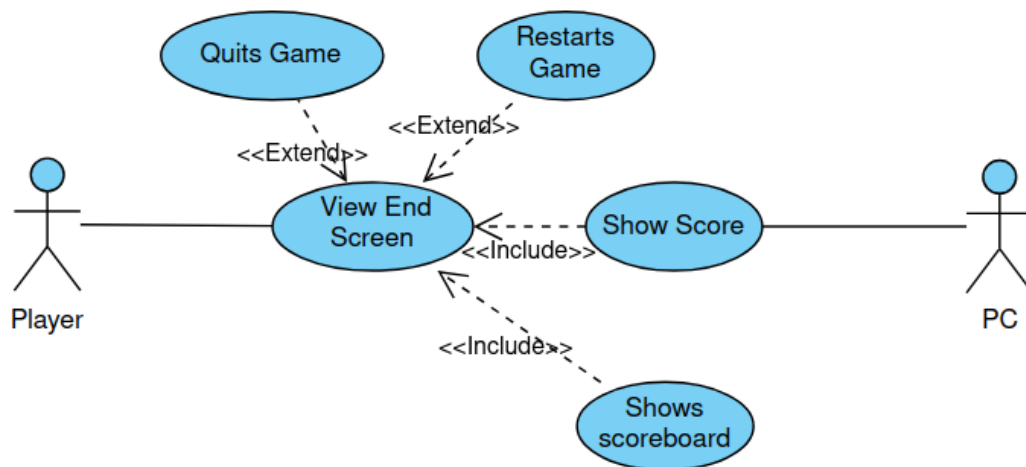 Quits Game
Restarts
Game
<<Extend>>
<<Extend>>
View End
Screen
Show Score
<<Include>>
Player
PC
<<Include>>
Shows
scoreboard